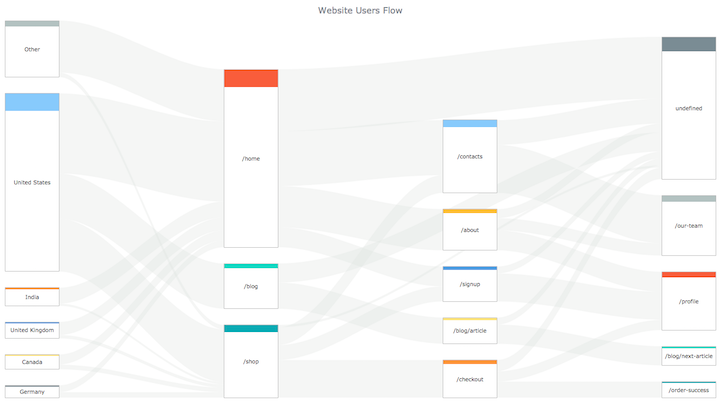 Website Users Flow
Other
United States
India
United Kingdom
Canada
Germany
/home
/blog
/shop
/contacts
/about
/signup
/blog/article
/checkout
undefined
/our-team
/profile
/blog/next-article
/order-success